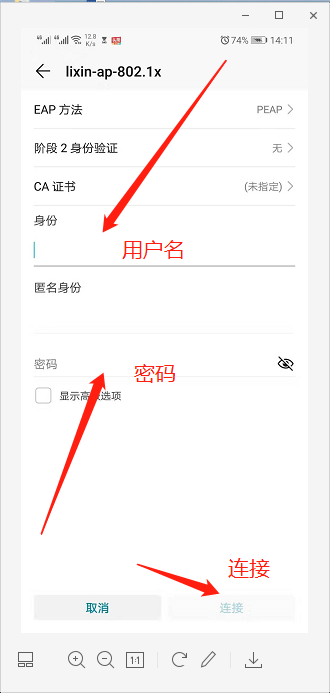 12.8 K/s 74% 14:11
lixin-ap-802.1x
EAP 方法 PEAP
阶段 2 身份验证 无
CA 证书 (未指定)
身份
用户名
匿名身份
密码
密码
显示高级选项
连接
取消 连接
1:1